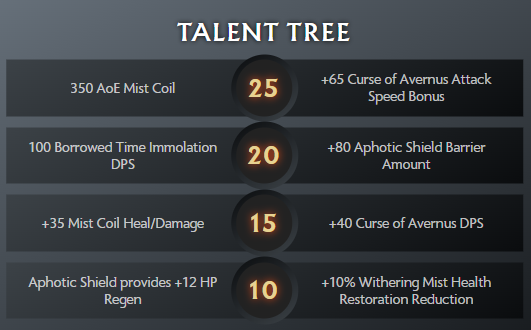 TALENT TREE
350 AoE Mist Coil
25
+65 Curse of Avernus Attack
Speed Bonus
100 Borrowed Time Immolation
DPS
20
+80 Aphotic Shield Barrier
Amount
+35 Mist Coil Heal/Damage
15
+40 Curse of Avernus DPS
Aphotic Shield provides +12 HP
Regen
10
+10% Withering Mist Health
Restoration Reduction